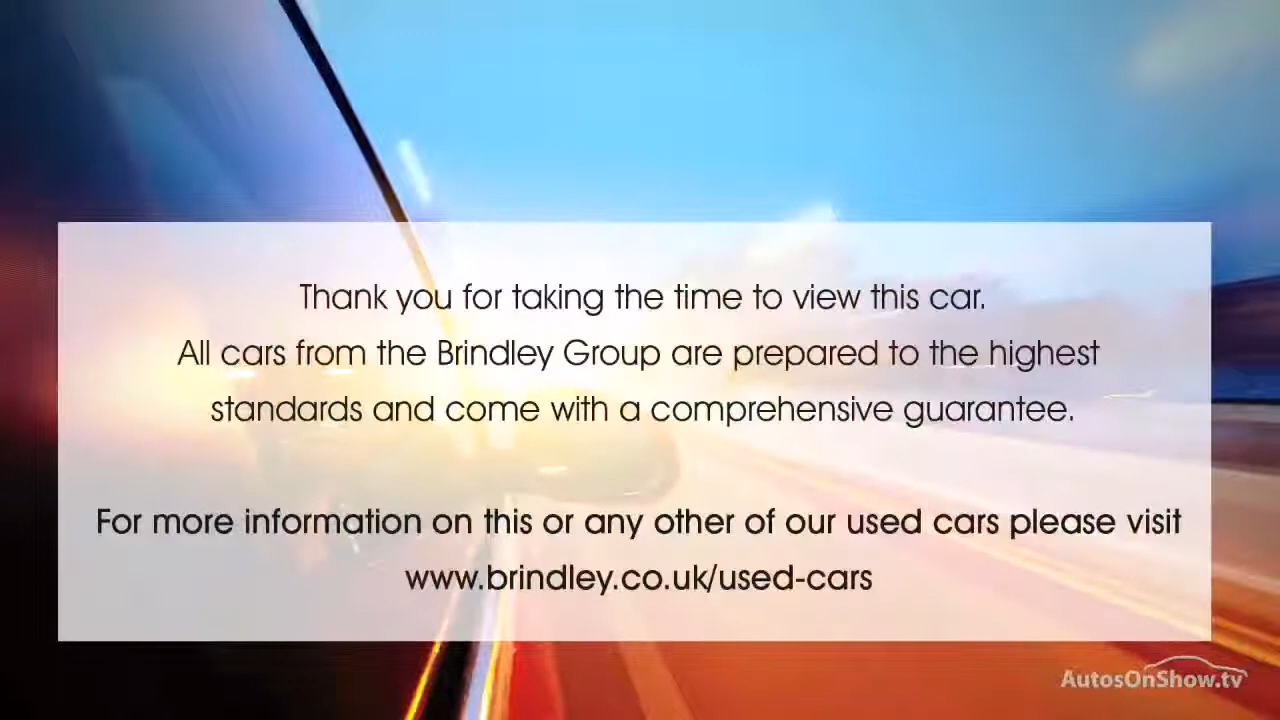 Thank you for taking the time to view this car.
All cars from the Brindley Group are prepared to the highest
standards and come with a comprehensive guarantee.
For more information on this or any other of our used cars please visit
www.brindley.co.uk/used-cars
AutosOnShow.tv